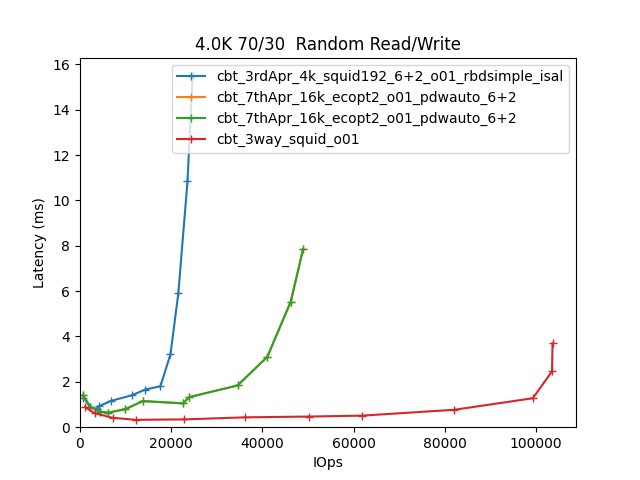 4.0K 70/30  Random Read/Write
cbt_3rdApr_4k_squid192_6+2_o01_rbdsimple_isal
cbt_7thApr_16k_ecopt2_o01_pdwauto_6+2
cbt_7thApr_16k_ecopt2_o01_pdwauto_6+2
cbt_3way_squid_o01
Latency (ms)
16
14
12
10
8
6
4
2
0
0 20000 40000 60000 80000 100000
IOps